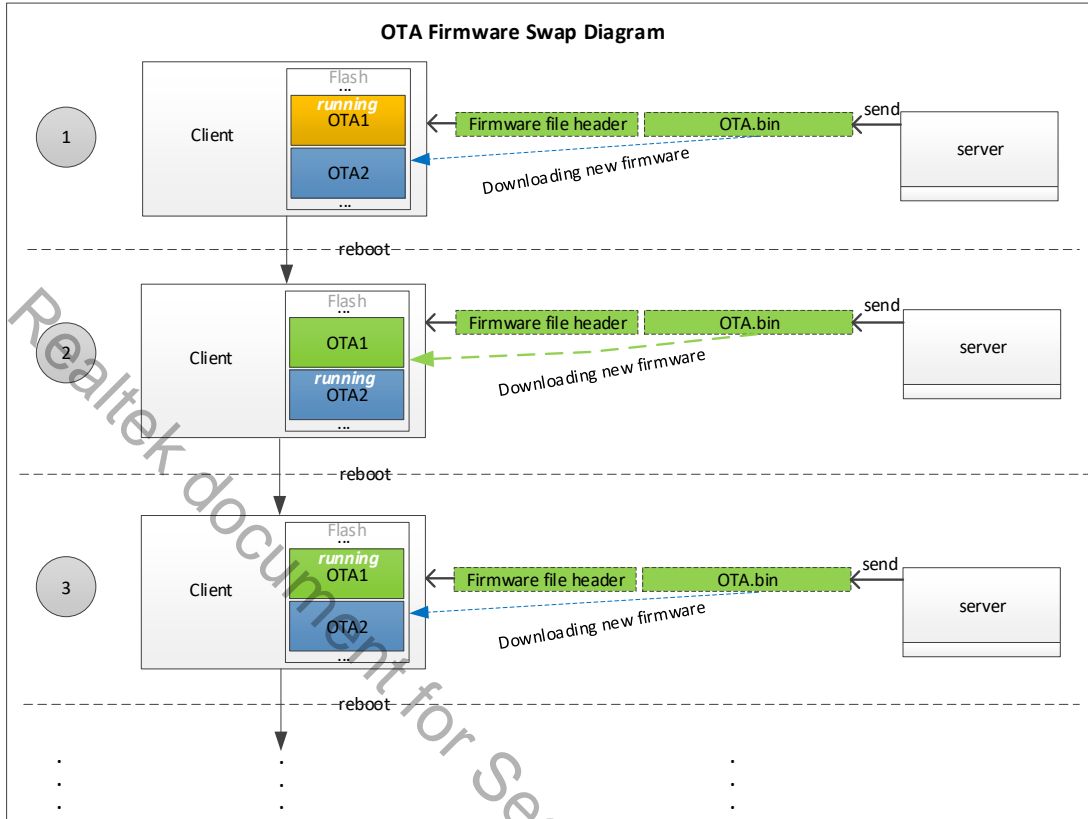 OTA Firmware Swap Diagram
1
Client
Flash
...
running
OTA1
OTA2
...
Firmware file header
OTA.bin
send
server
Downloading new firmware
reboot
2
Client
Flash
...
OTA1
running
OTA2
...
Firmware file header
OTA.bin
send
server
Downloading new firmware
reboot
3
Client
Flash
...
running
OTA1
OTA2
...
Firmware file header
OTA.bin
send
server
Downloading new firmware
reboot
Realtek document for Se